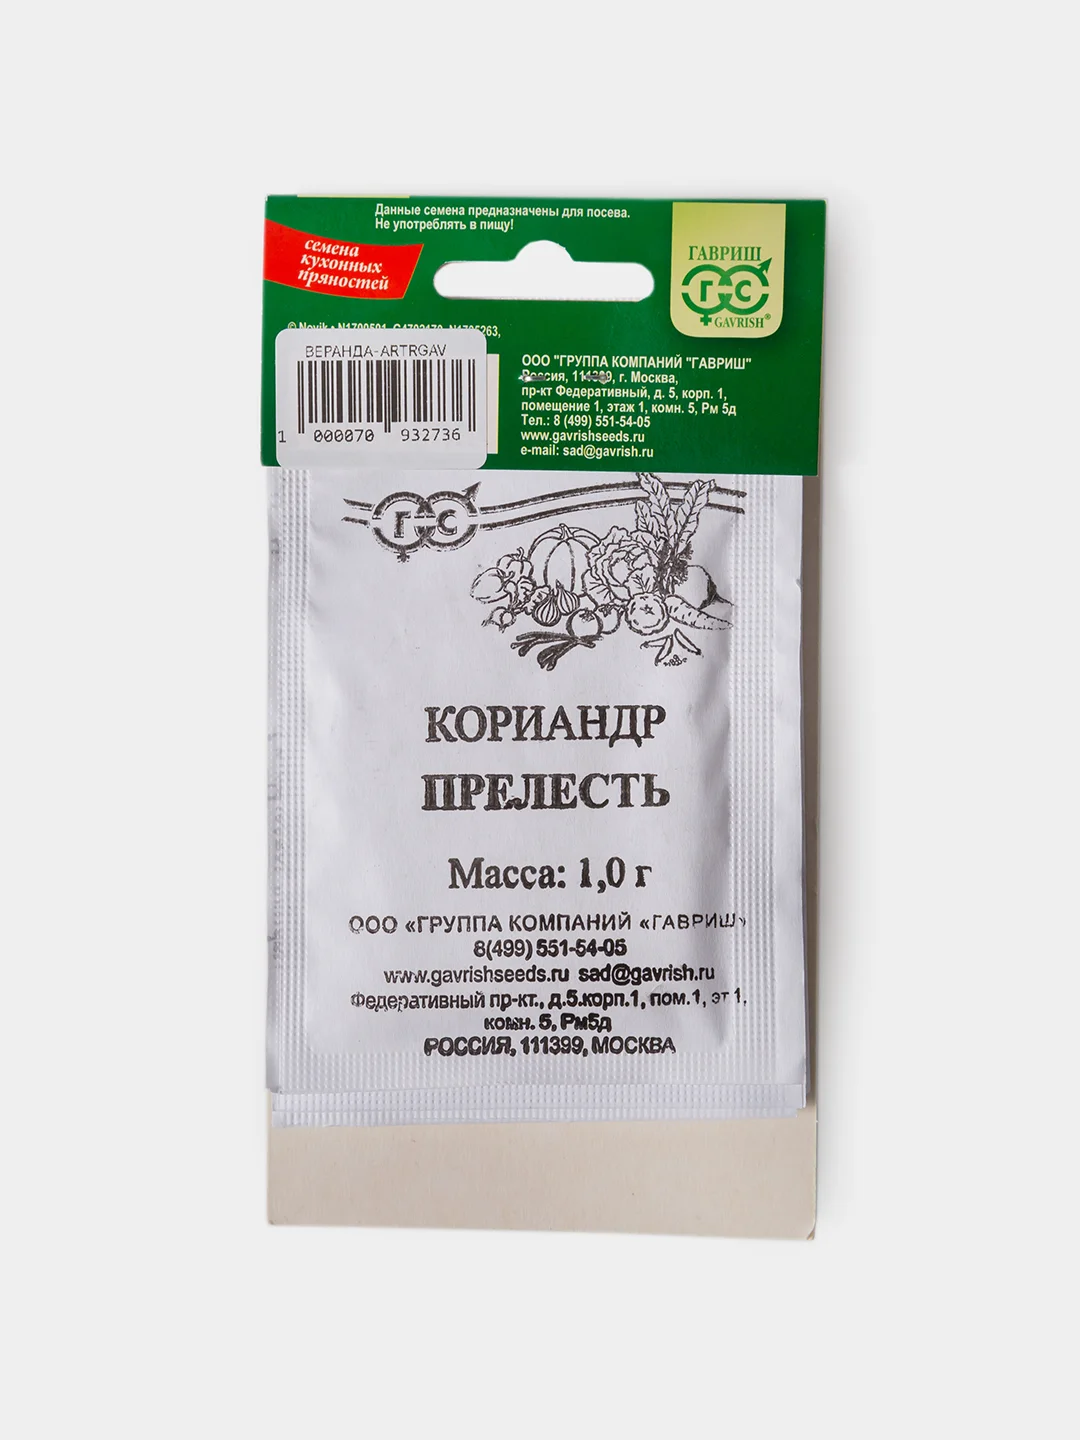 Данные семена предназначены для посева.
Не употреблять в пищу!
семена
кухонных
пряностей
ГАВРИШ
ГС
GAVRISH®
ВЕРАНДА-ARTRGAV
1 000070 932736
ООО "ГРУППА КОМПАНИЙ "ГАВРИШ"
Россия, 111399, г. Москва,
пр-кт Федеративный, д. 5, корп. 1,
помещение 1, этаж 1, комн. 5, Рм 5д
Тел.: 8 (499) 551-54-05
www.gavrishseeds.ru
e-mail: sad@gavrish.ru
ГС
КОРИАНДР
ПРЕЛЕСТЬ
Масса: 1,0 г
ООО «ГРУППА КОМПАНИЙ «ГАВРИШ»
8(499) 551-54-05
www.gavrishseeds.ru sad@gavrish.ru
Федеративный пр-кт., д.5.корп.1, пом.1, эт 1,
комн. 5, Рм5д
РОССИЯ, 111399, МОСКВА